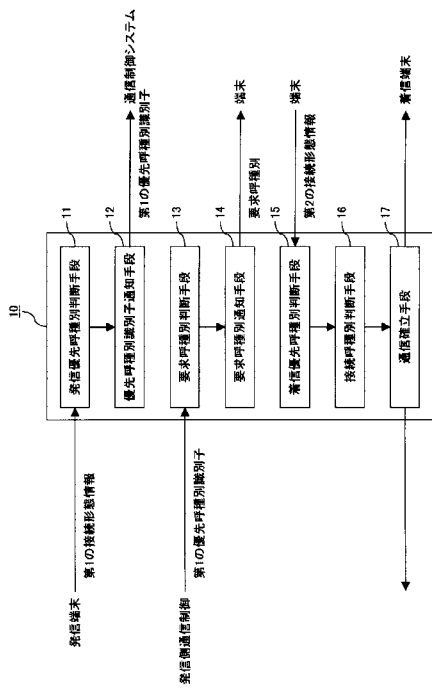 10
発信端末
第1の接続形態情報
発信優先呼種別判断手段
11
優先呼種別識別子通知手段
12
通信制御システム
第1の優先呼種別識別子
発信側通信制御
第1の優先呼種別識別子
要求呼種別判断手段
13
要求呼種別通知手段
14
端末
要求呼種別
着信優先呼種別判断手段
15
端末
第2の接続形態情報
接続呼種別判断手段
16
通信確立手段
17
着信端末